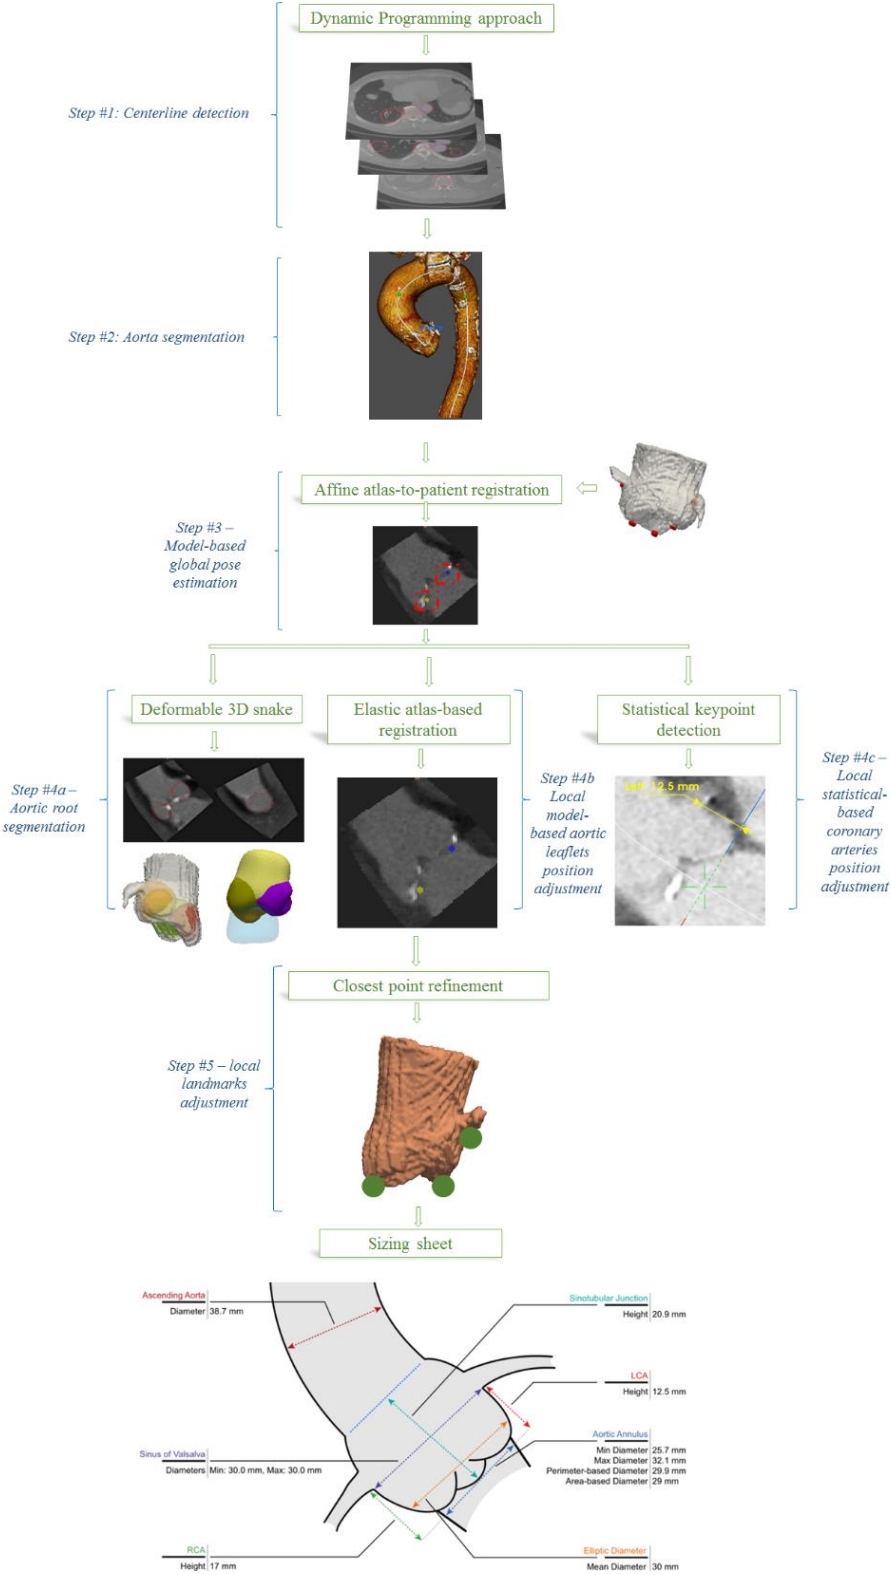 Dynamic Programming approach
Step #1: Centerline detection
Step #2: Aorta segmentation
Affine atlas-to-patient registration
Step #3 –
Model-based
global pose
estimation
Deformable 3D snake
Elastic atlas-based
registration
Statistical keypoint
detection
Step #4a –
Aortic root
segmentation
Step #4b
Local
model-
based aortic
leaflets
position
adjustment
12.5 mm
Step #4c –
Local
statistical-
based
coronary
arteries
position
adjustment
Closest point refinement
Step #5 – local
landmarks
adjustment
Sizing sheet
Ascending Aorta
Diameter 38.7 mm
Sinotubular Junction
Height 20.9 mm
LCA
Height 12.5 mm
Sinus of Valsalva
Diameters Min: 30.0 mm, Max: 30.0 mm
Aortic Annulus
Min Diameter 25.7 mm
Max Diameter 32.1 mm
Perimeter-based Diameter 29.9 mm
Area-based Diameter 29 mm
RCA
Height 17 mm
Elliptic Diameter
Mean Diameter 30 mm